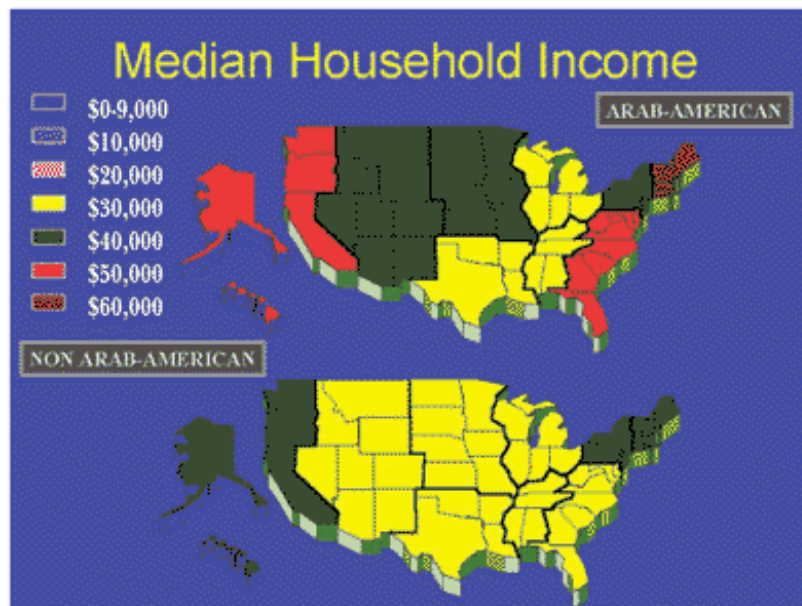 Median Household Income
ARAB-AMERICAN
$0-9,000
$10,000
$20,000
$30,000
$40,000
$50,000
$60,000
NON ARAB-AMERICAN